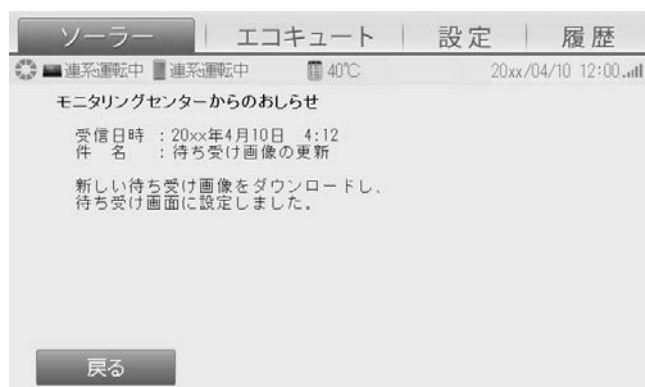 ソーラー エコキュート 設定 履歴
連系運転中 連系運転中 40℃ 20xx/04/10 12:00
モニタリングセンターからのおしらせ
受信日時 :20xx年4月10日 4:12
件 名 :待ち受け画像の更新
新しい待ち受け画像をダウンロードし、
待ち受け画面に設定しました。
戻る